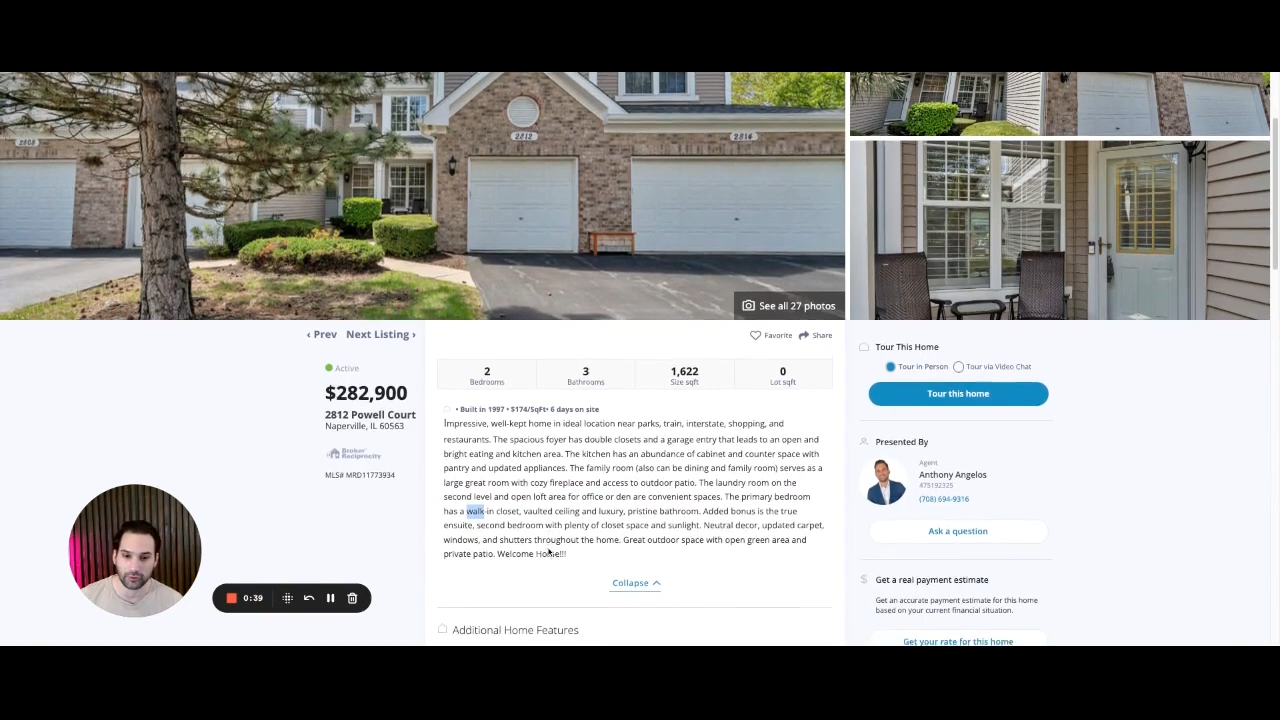 2808
2812
2814
See all 27 photos
‹ Prev Next Listing ›
Favorite Share
Active
$282,900
2812 Powell Court
Naperville, IL 60563
Broker Reciprocity
MLS# MRD11773934
2 3 1,622 0
Bedrooms Bathrooms Size sqft Lot sqft
• Built in 1997 • $174/SqFt• 6 days on site
Impressive, well-kept home in ideal location near parks, train, interstate, shopping, and
restaurants. The spacious foyer has double closets and a garage entry that leads to an open and
bright eating and kitchen area. The kitchen has an abundance of cabinet and counter space with
pantry and updated appliances. The family room (also can be dining and family room) serves as a
large great room with cozy fireplace and access to outdoor patio. The laundry room on the
second level and open loft area for office or den are convenient spaces. The primary bedroom
has a walk-in closet, vaulted ceiling and luxury, pristine bathroom. Added bonus is the true
ensuite, second bedroom with plenty of closet space and sunlight. Neutral decor, updated carpet,
windows, and shutters throughout the home. Great outdoor space with open green area and
private patio. Welcome Home!!!
Collapse
Additional Home Features
Tour This Home
Tour in Person Tour via Video Chat
Tour this home
Presented By
Agent
Anthony Angelos
475192325
(708) 694-9316
Ask a question
$ Get a real payment estimate
Get an accurate payment estimate for this home
based on your current financial situation.
Get your rate for this home
0:39